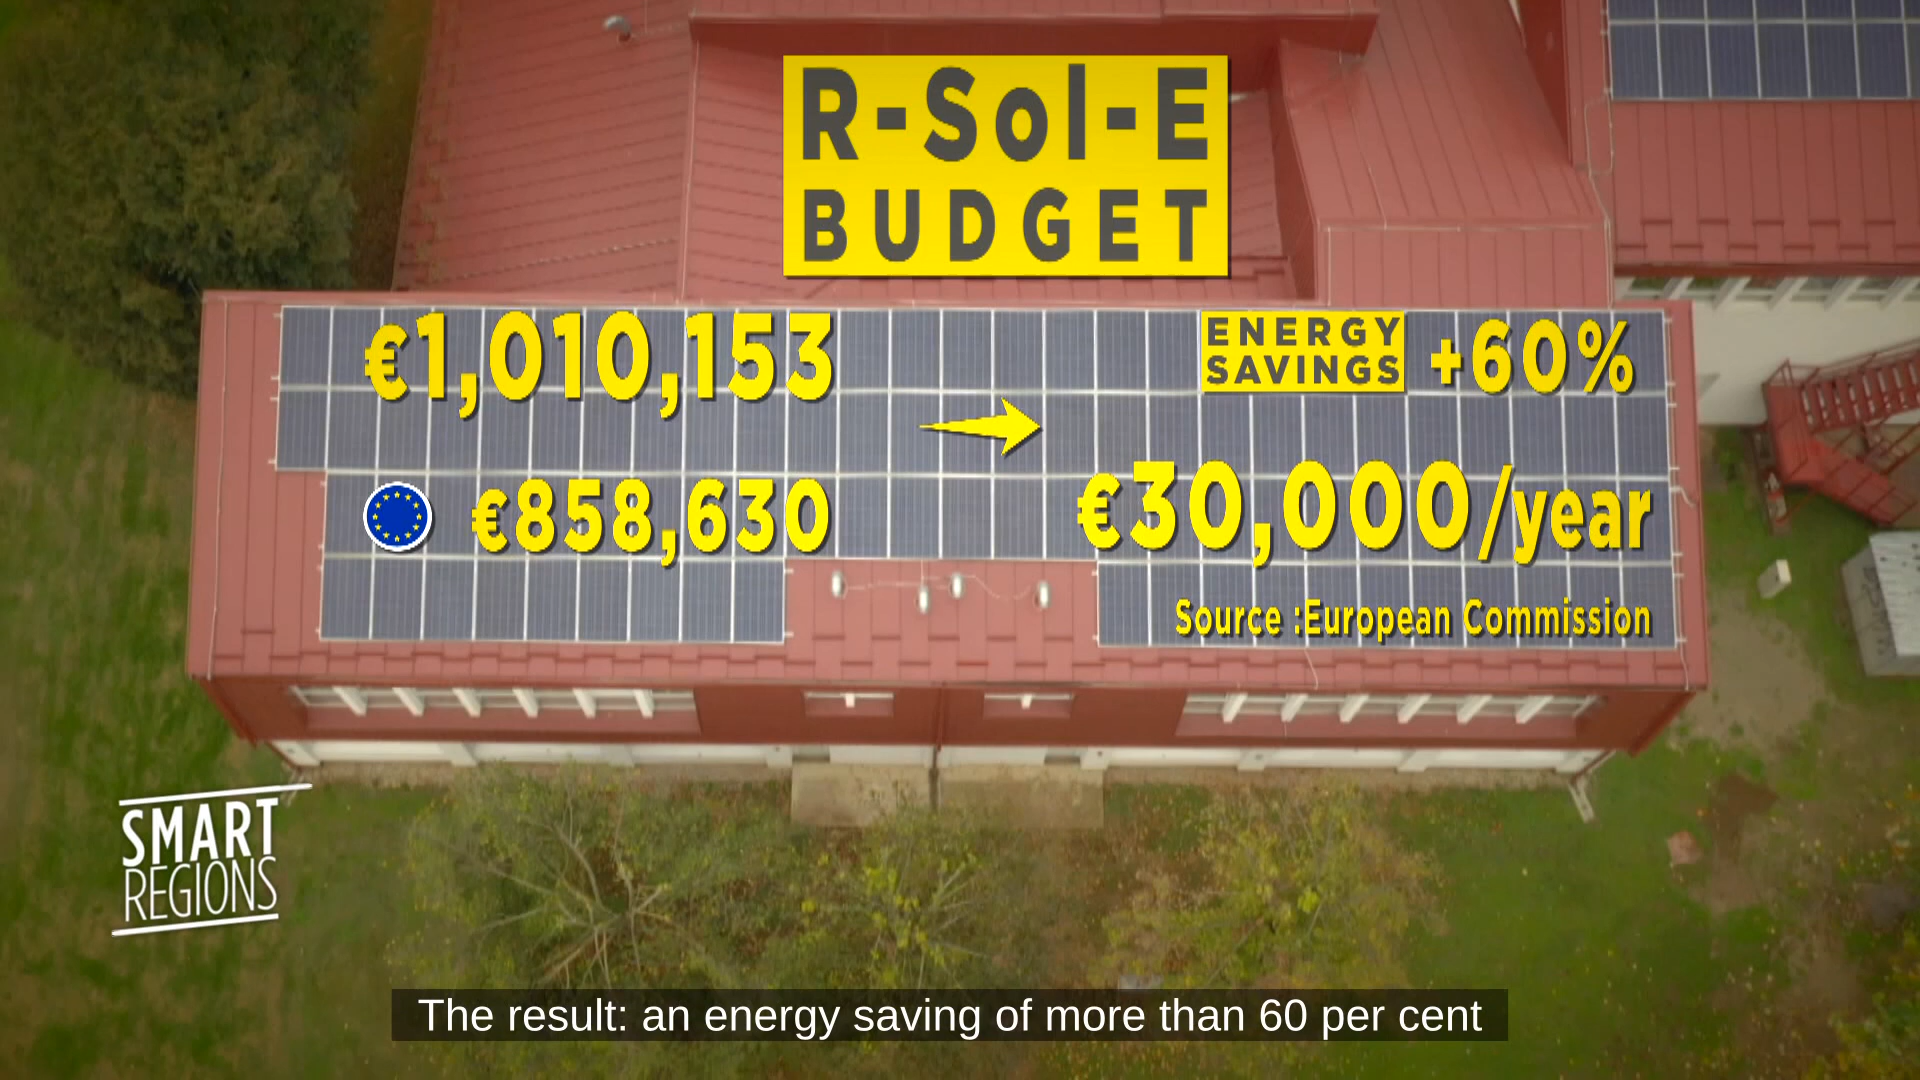 R-Sol-E
BUDGET
€1,010,153
€858,630
ENERGY
SAVINGS
+60%
€30,000/year
Source :European Commission
SMART
REGIONS
The result: an energy saving of more than 60 per cent